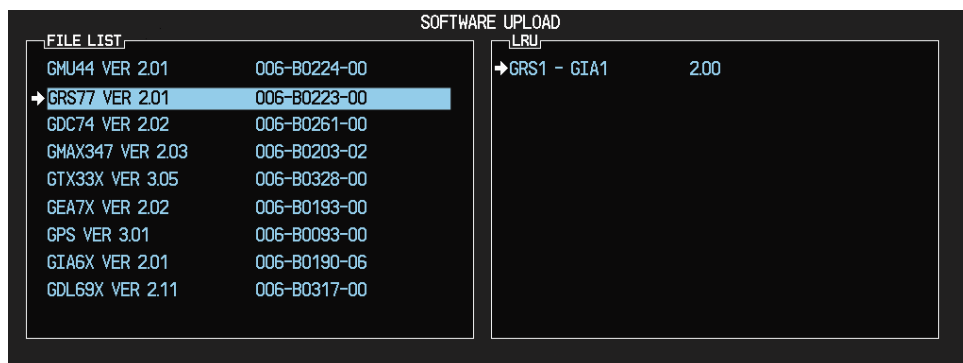 SOFTWARE UPLOAD
FILE LIST
GMU44 VER 2.01 006-B0224-00
GRS77 VER 2.01 006-B0223-00
GDC74 VER 2.02 006-B0261-00
GMAX347 VER 2.03 006-B0203-02
GTX33X VER 3.05 006-B0328-00
GEA7X VER 2.02 006-B0193-00
GPS VER 3.01 006-B0093-00
GIA6X VER 2.01 006-B0190-06
GDL69X VER 2.11 006-B0317-00
LRU
GRS1 - GIA1 2.00